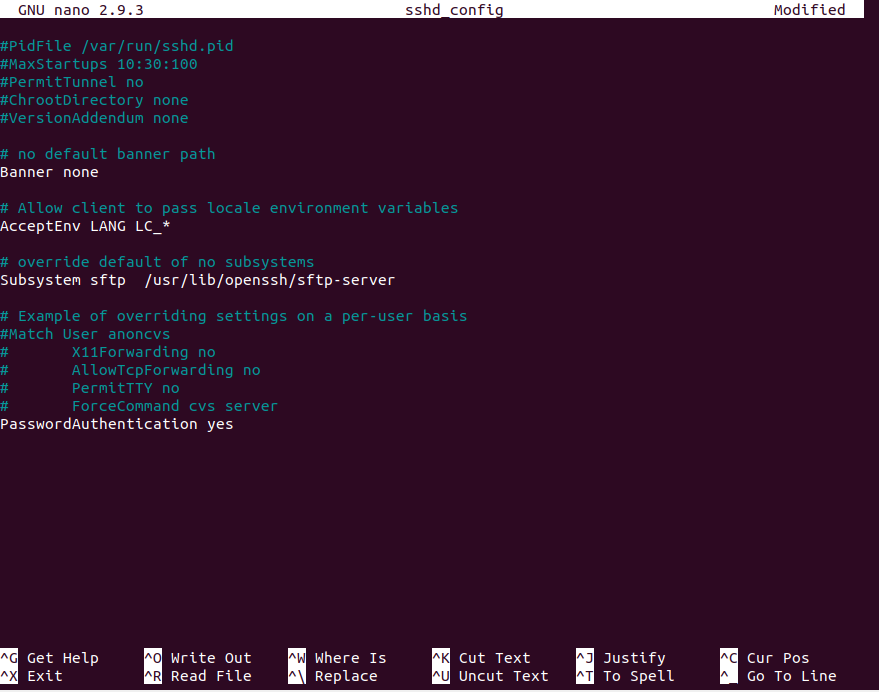 GNU nano 2.9.3 sshd_config Modified
#PidFile /var/run/sshd.pid
#MaxStartups 10:30:100
#PermitTunnel no
#ChrootDirectory none
#VersionAddendum none
# no default banner path
Banner none
# Allow client to pass locale environment variables
AcceptEnv LANG LC_*
# override default of no subsystems
Subsystem sftp  /usr/lib/openssh/sftp-server
# Example of overriding settings on a per-user basis
#Match User anoncvs
#       X11Forwarding no
#       AllowTcpForwarding no
#       PermitTTY no
#       ForceCommand cvs server
PasswordAuthentication yes
^G Get Help ^O Write Out ^W Where Is ^K Cut Text ^J Justify ^C Cur Pos
^X Exit ^R Read File ^\ Replace ^U Uncut Text ^T To Spell ^_ Go To Line